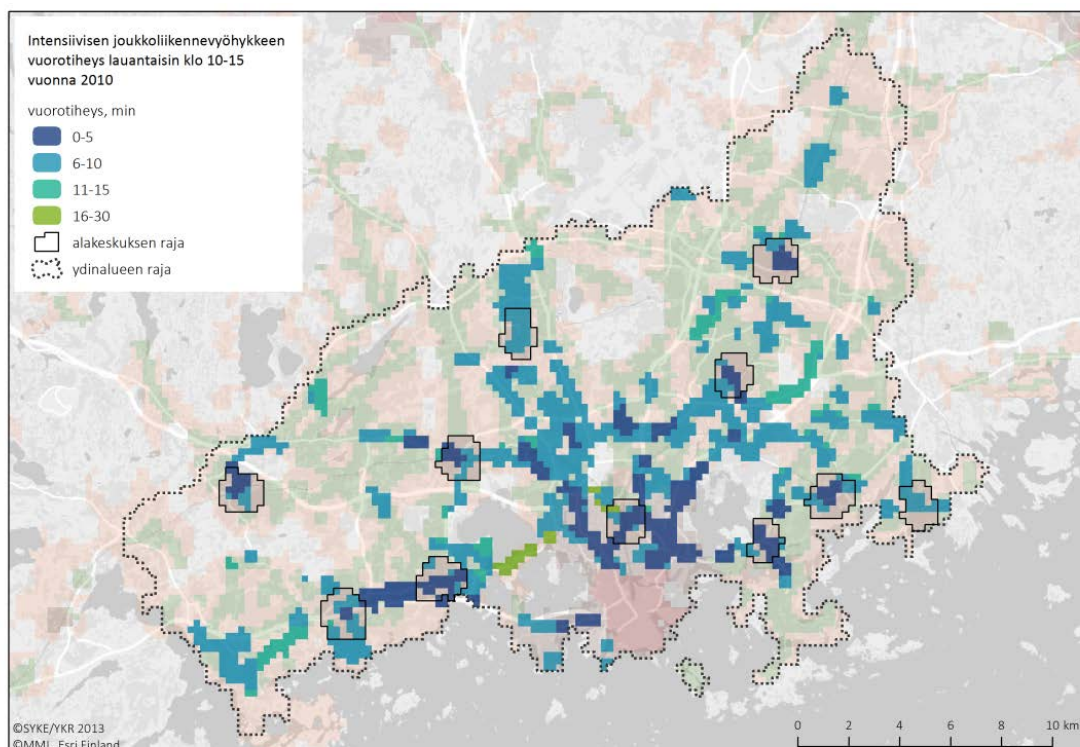 Intensiivisen joukkoliikennevyöhykkeen
vuorotiheys lauantaisin klo 10-15
vuonna 2010
vuorotiheys, min
0-5
6-10
11-15
16-30
alakeskuksen raja
ydinalueen raja
©SYKE/YKR 2013
©MML, Esri Finland
0 2 4 6 8 10 km